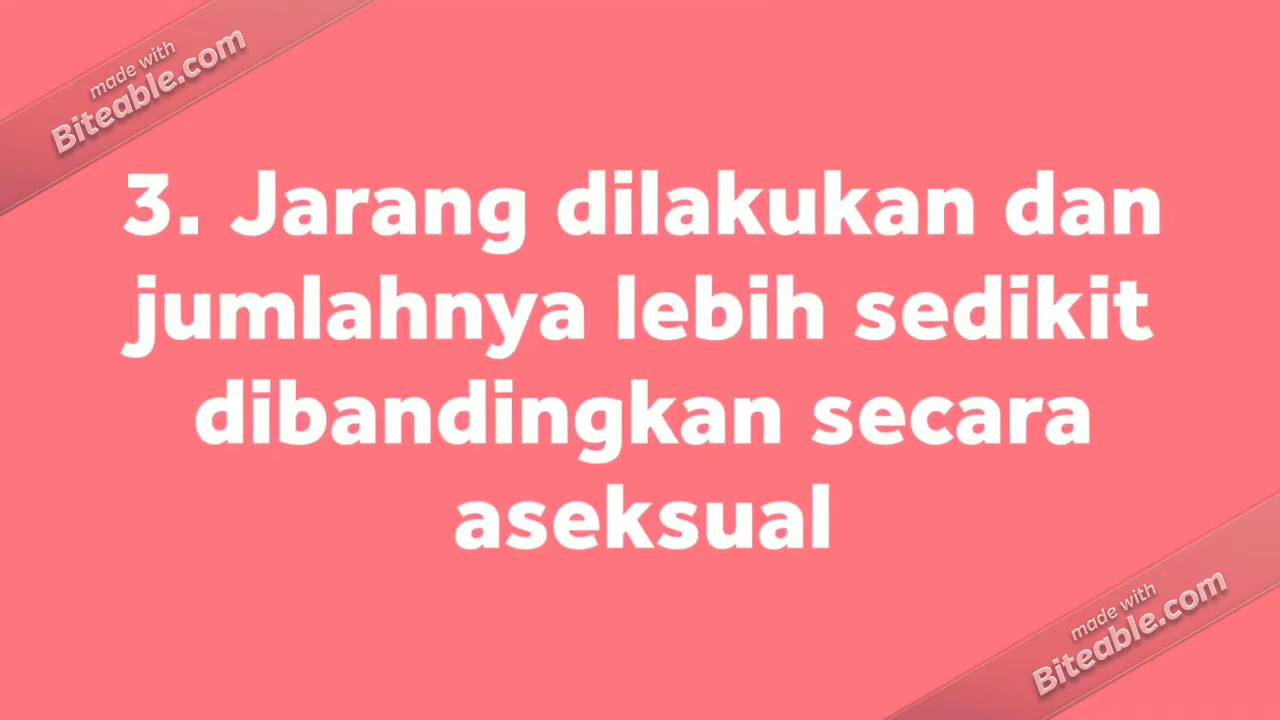 made with
Biteable.com
3. Jarang dilakukan dan
jumlahnya lebih sedikit
dibandingkan secara
aseksual
made with
Biteable.com